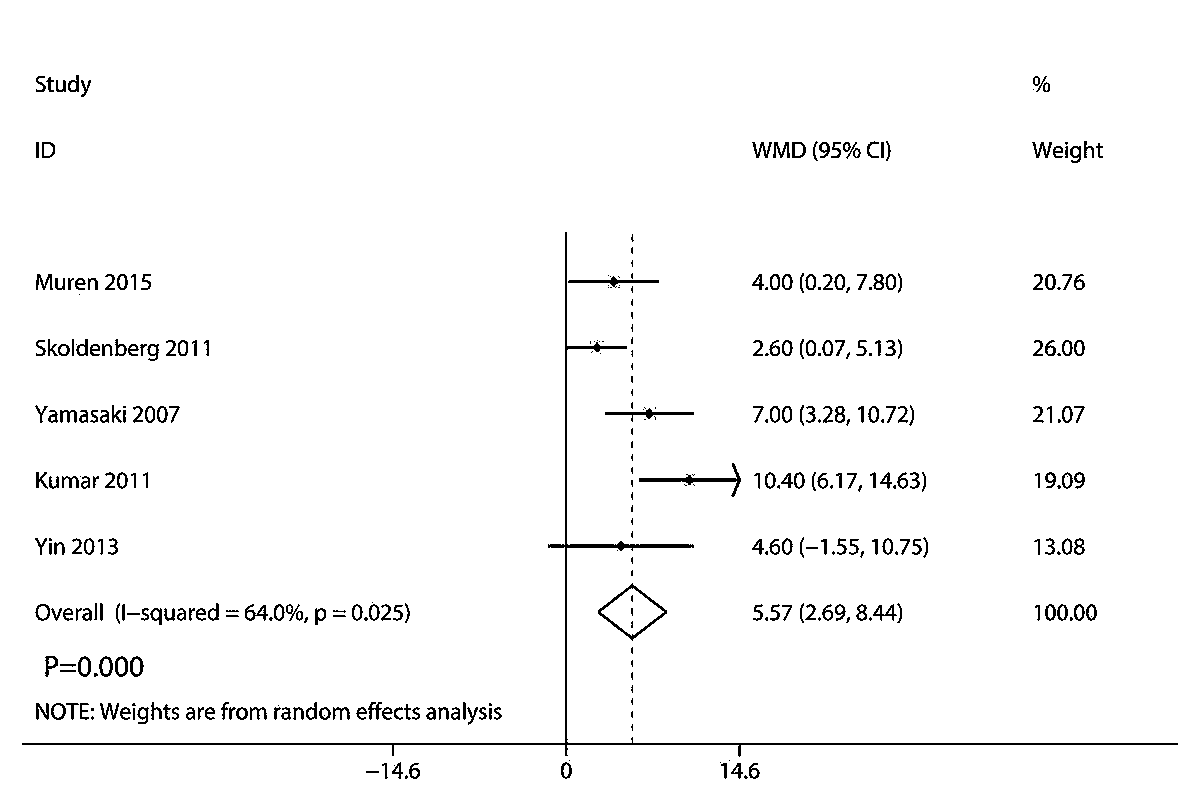 Study %
ID WMD (95% CI) Weight
Muren 2015 4.00 (0.20, 7.80) 20.76
Skoldenberg 2011 2.60 (0.07, 5.13) 26.00
Yamasaki 2007 7.00 (3.28, 10.72) 21.07
Kumar 2011 10.40 (6.17, 14.63) 19.09
Yin 2013 4.60 (−1.55, 10.75) 13.08
Overall (I−squared = 64.0%, p = 0.025) 5.57 (2.69, 8.44) 100.00
P=0.000
NOTE: Weights are from random effects analysis
−14.6 0 14.6